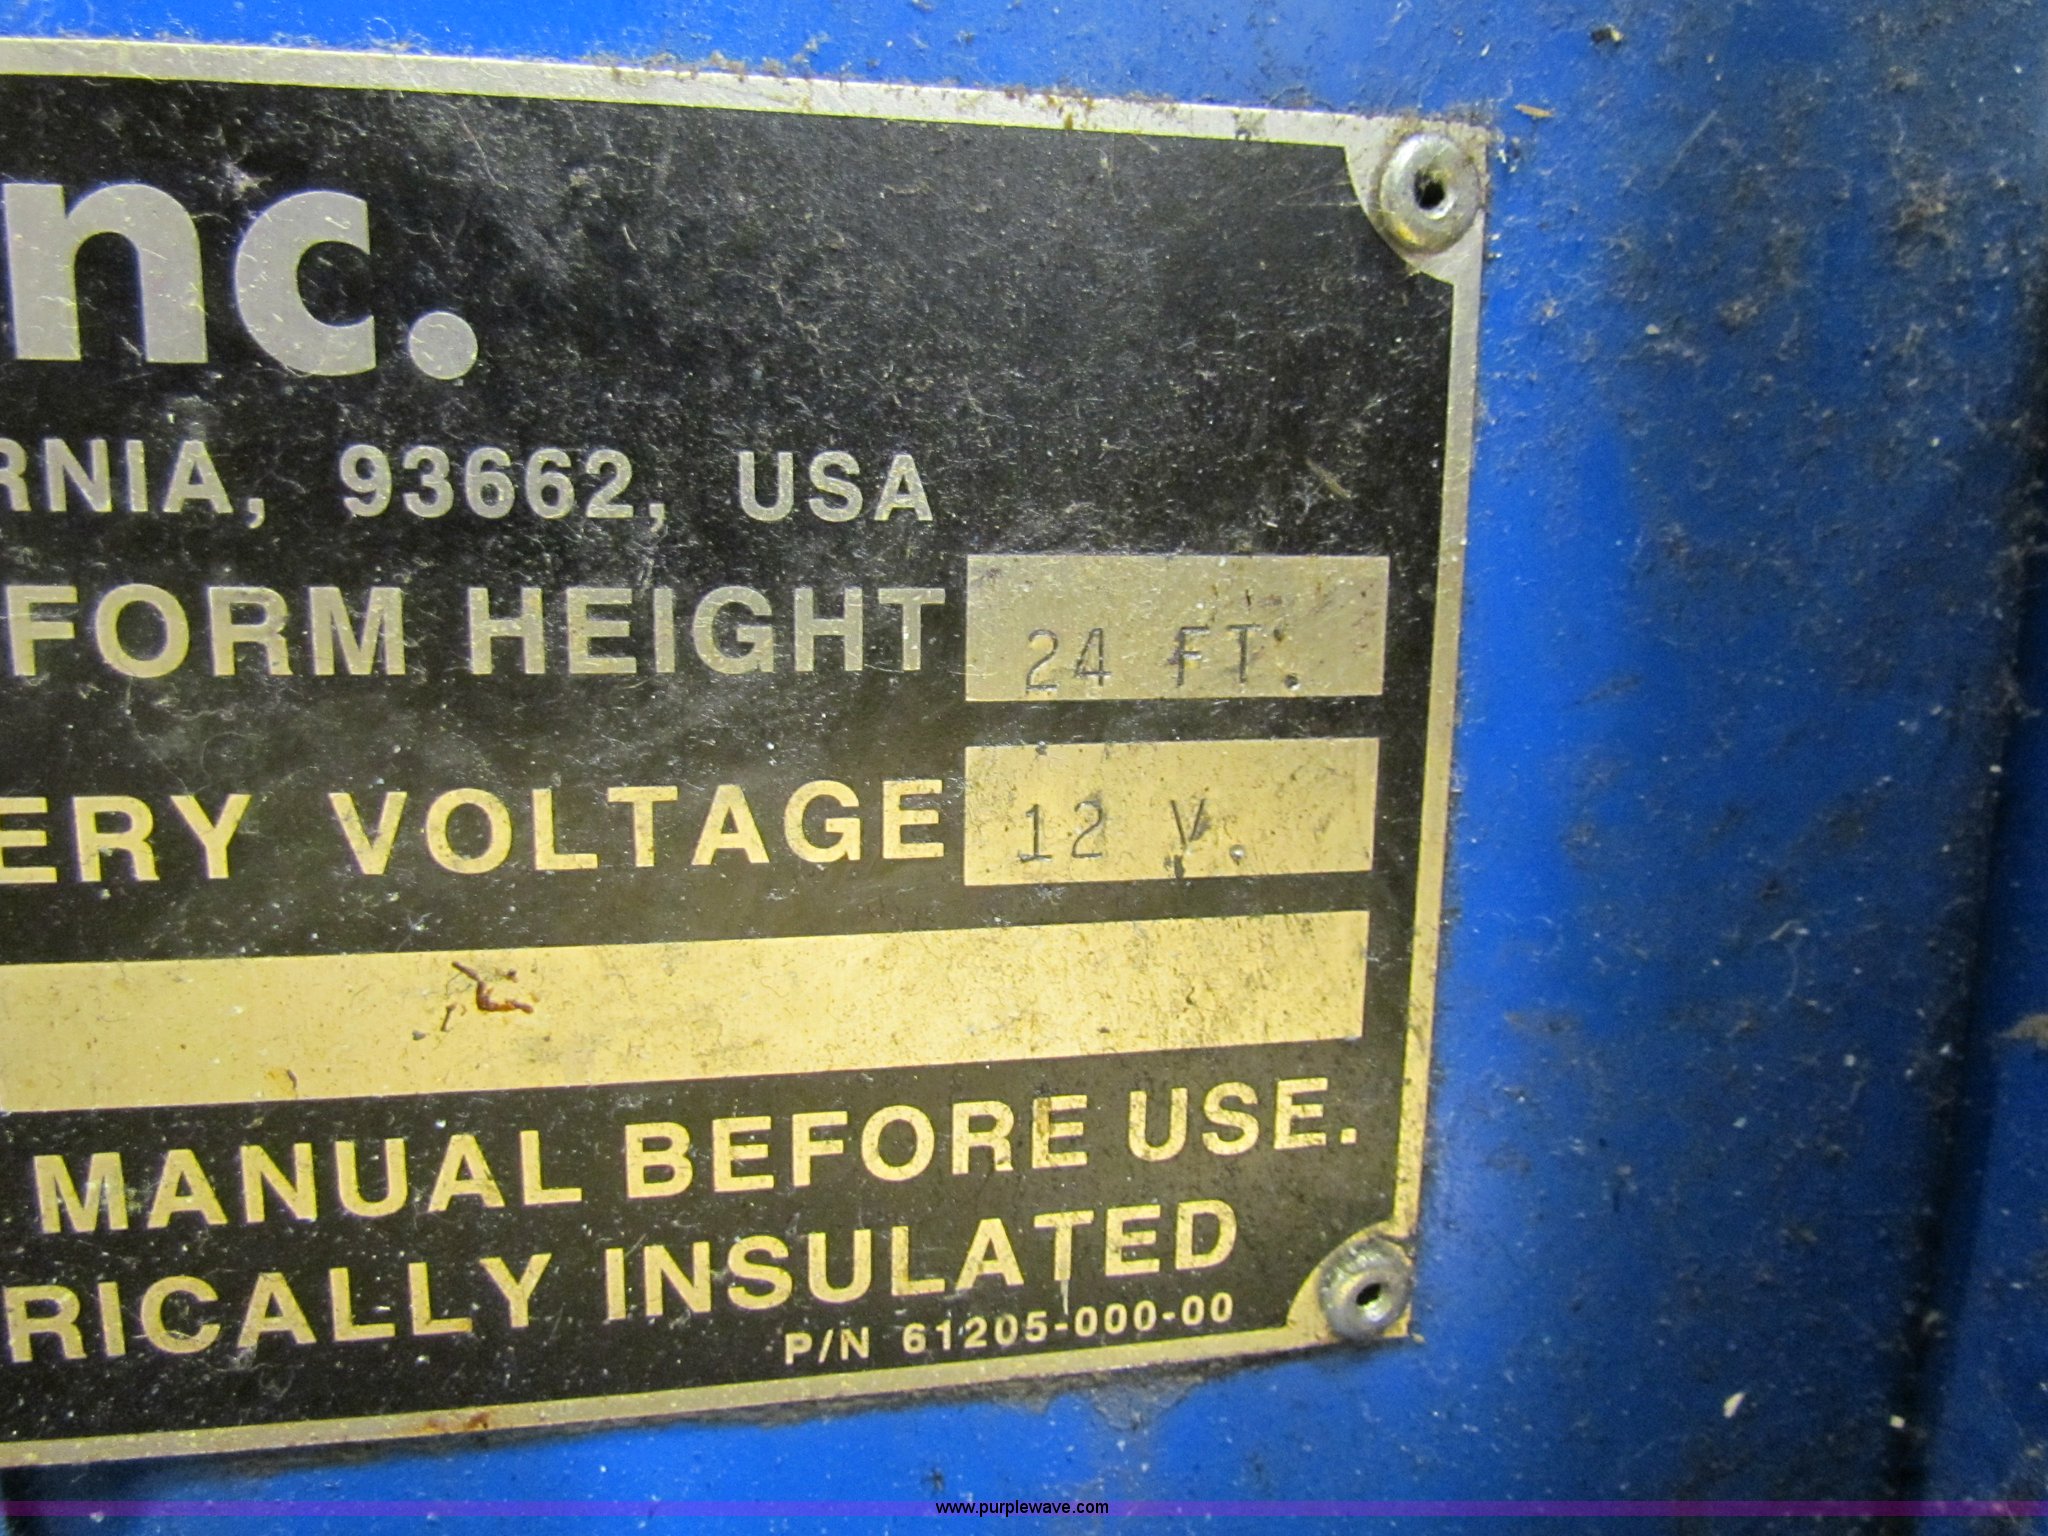 nc.
RNIA, 93662, USA
FORM HEIGHT 24 FT.
ERY VOLTAGE 12 V.
MANUAL BEFORE USE.
RICALLY INSULATED
P/N 61205-000-00
www.purplewave.com